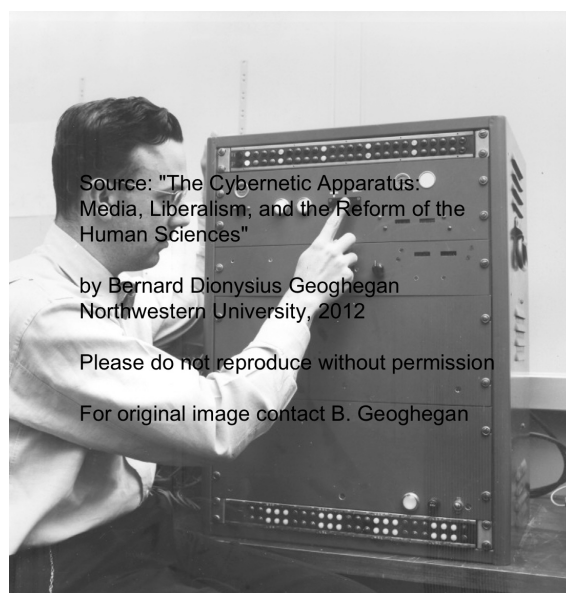 Source: "The Cybernetic Apparatus:
Media, Liberalism, and the Reform of the
Human Sciences"
by Bernard Dionysius Geoghegan
Northwestern University, 2012
Please do not reproduce without permission
For original image contact B. Geoghegan